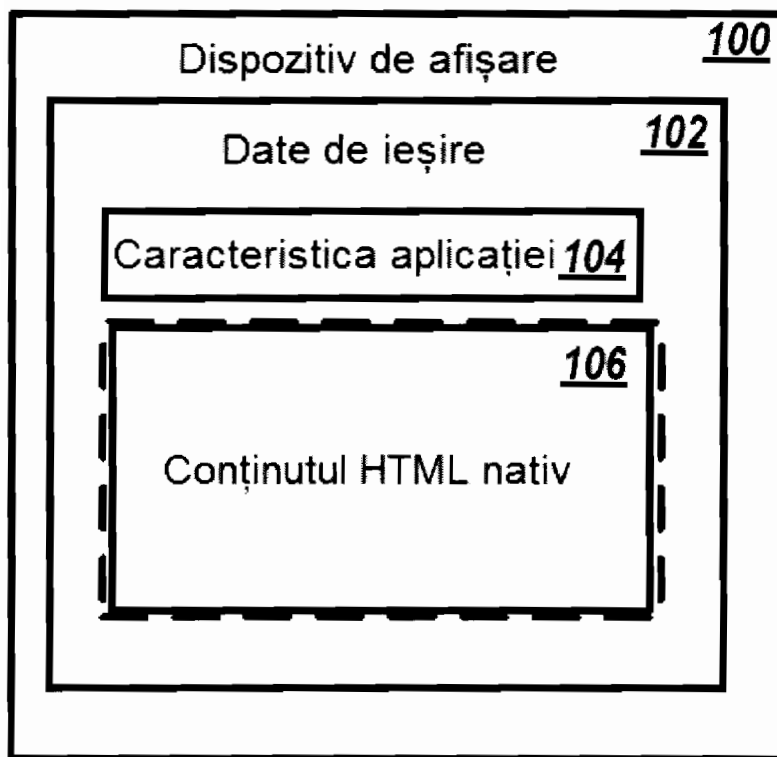 100
Dispozitiv de afișare
102
Date de ieșire
Caracteristica aplicației 104
106
Conținutul HTML nativ